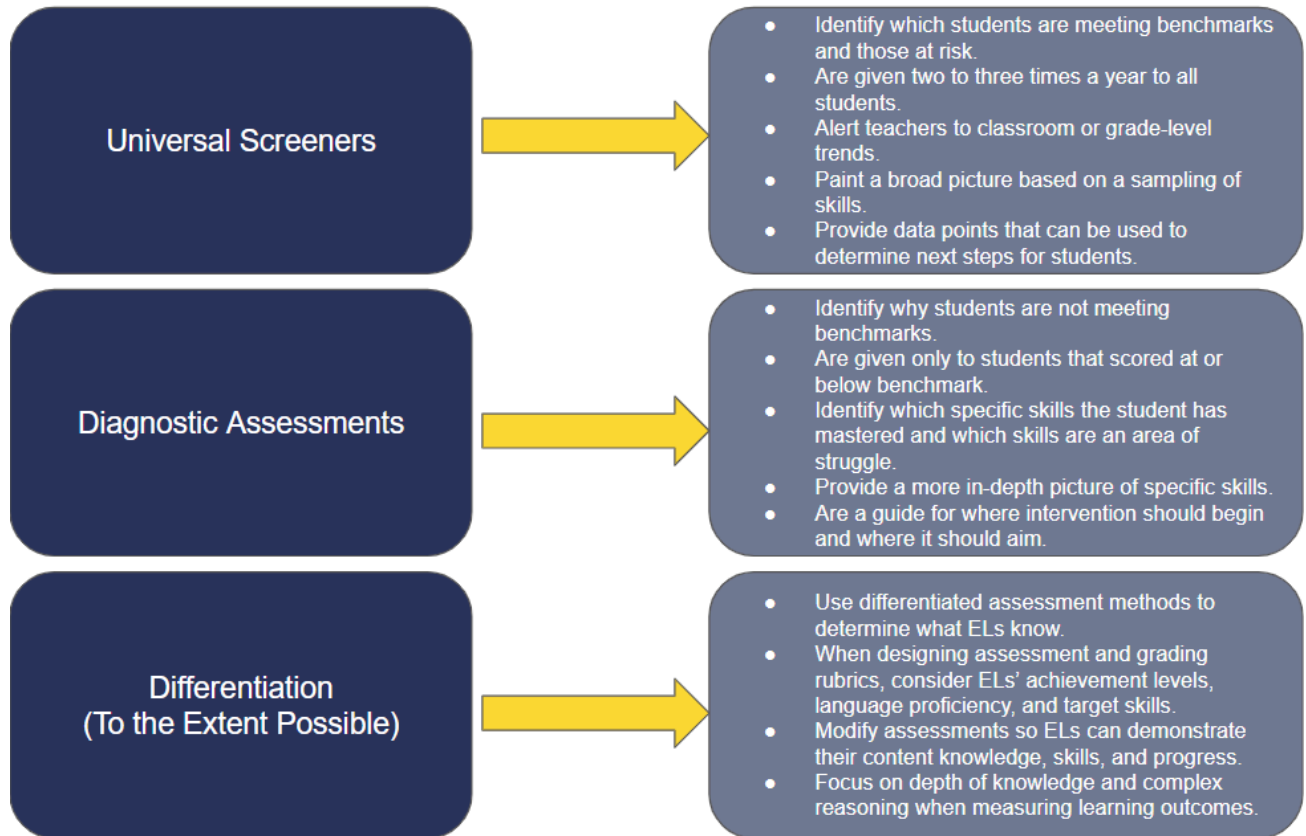 Universal Screeners
● Identify which students are meeting benchmarks
and those at risk.
● Are given two to three times a year to all
students.
● Alert teachers to classroom or grade-level
trends.
● Paint a broad picture based on a sampling of
skills.
● Provide data points that can be used to
determine next steps for students.
Diagnostic Assessments
● Identify why students are not meeting
benchmarks.
● Are given only to students that scored at or
below benchmark.
● Identify which specific skills the student has
mastered and which skills are an area of
struggle.
● Provide a more in-depth picture of specific skills.
● Are a guide for where intervention should begin
and where it should aim.
Differentiation
(To the Extent Possible)
● Use differentiated assessment methods to
determine what ELs know.
● When designing assessment and grading
rubrics, consider ELs’ achievement levels,
language proficiency, and target skills.
● Modify assessments so ELs can demonstrate
their content knowledge, skills, and progress.
● Focus on depth of knowledge and complex
reasoning when measuring learning outcomes.